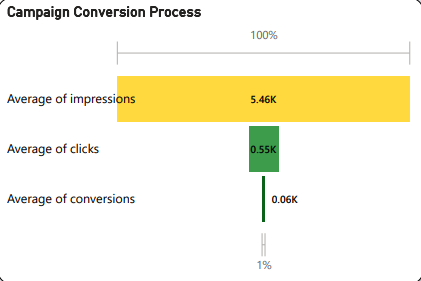 Campaign Conversion Process
100%
Average of impressions 5.46K
Average of clicks 0.55K
Average of conversions 0.06K
1%